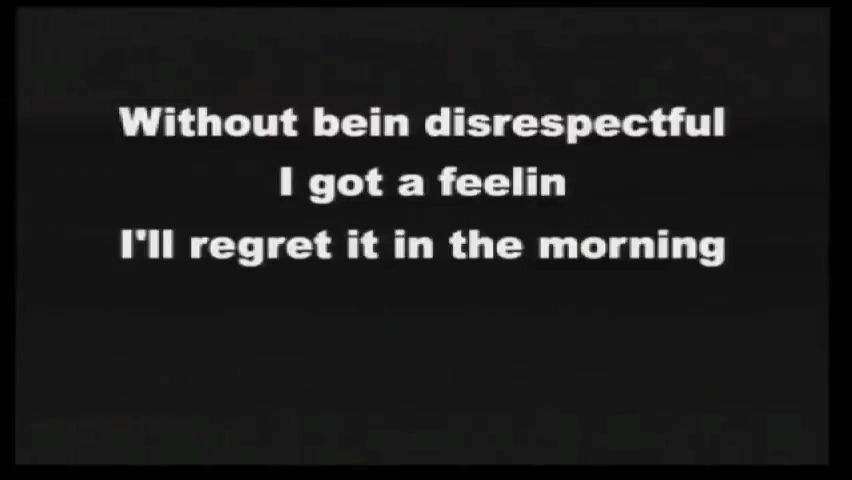 Without bein disrespectful
I got a feelin
I'll regret it in the morning